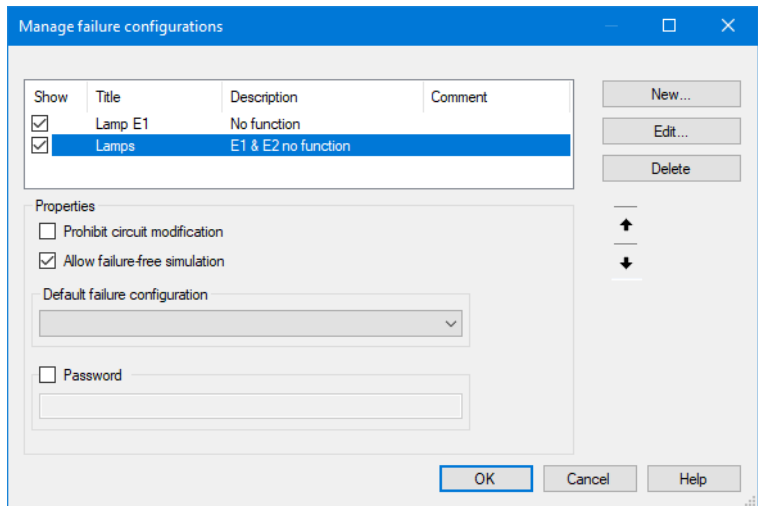 Manage failure configurations
Show Title Description Comment
Lamp E1 No function
Lamps E1 & E2 no function
New...
Edit...
Delete
Properties
Prohibit circuit modification
Allow failure-free simulation
Default failure configuration
Password
OK Cancel Help